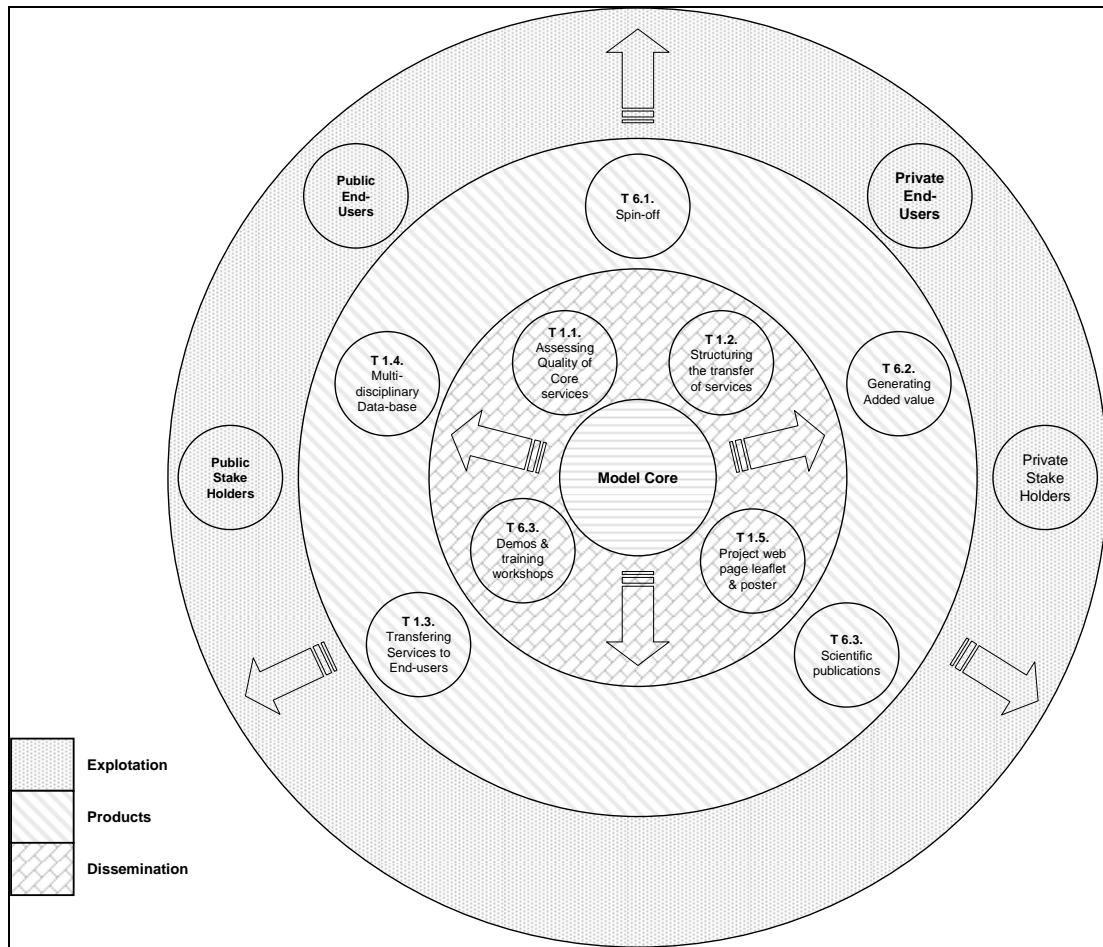 Public
End-
Users
Private
End-
Users
T 6.1.
Spin-off
T 1.1.
Assessing
Quality of
Core
services
T 1.2.
Structuring
the transfer
of services
T 1.4.
Multi-
disciplinary
Data-base
T 6.2.
Generating
Added value
Public
Stake
Holders
Model Core
Private
Stake
Holders
T 6.3.
Demos &
training
workshops
T 1.5.
Project web
page leaflet
& poster
T 1.3.
Transfering
Services to
End-users
T 6.3.
Scientific
publications
Explotation
Products
Dissemination